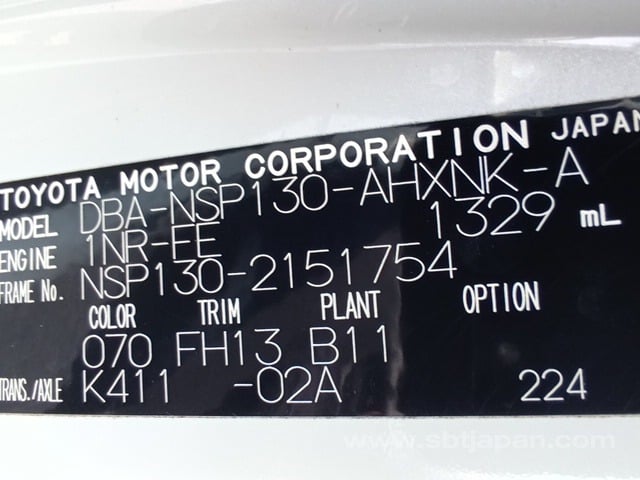 TOYOTA MOTOR CORPORATION JAPAN
MODEL DBA-NSP130-AHXNK-A
ENGINE 1NR-FE 1329 mL
FRAME No. NSP130-2151754
COLOR TRIM PLANT OPTION
070 FH13 B11
TRANS./AXLE K411 -02A 224
www.sbtjapan.com